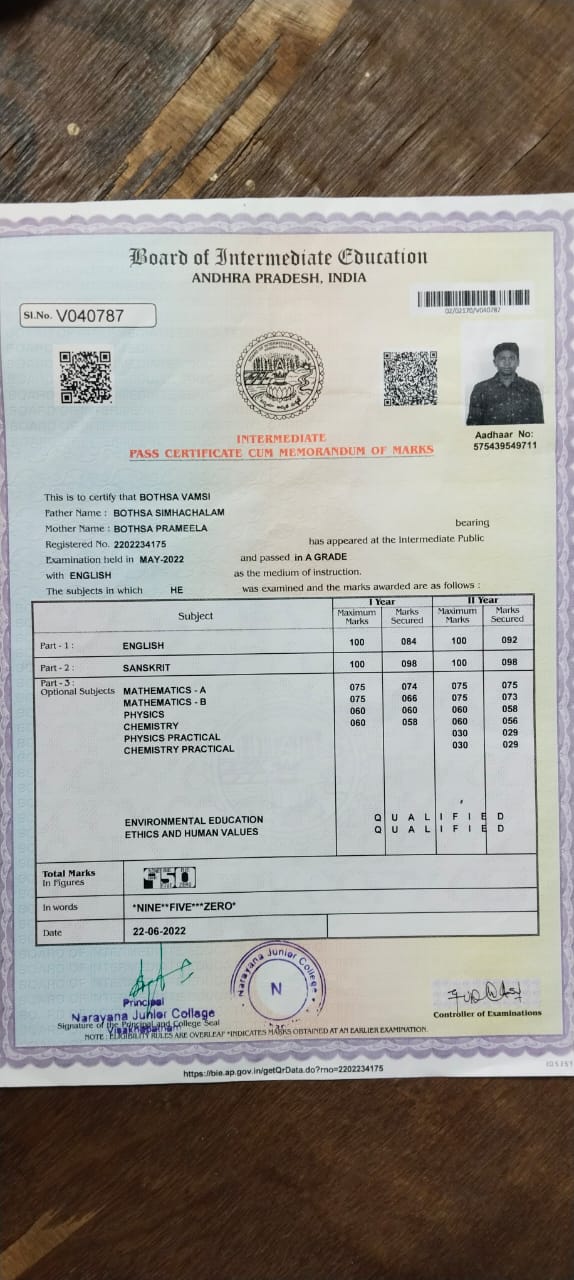 Board of Intermediate Education
ANDHRA PRADESH, INDIA
Sl.No. V040787
02/02170/V040787
Aadhaar No:
575439549711
INTERMEDIATE
PASS CERTIFICATE CUM MEMORANDUM OF MARKS
This is to certify that BOTHSA VAMSI
Father Name : BOTHSA SIMHACHALAM
Mother Name : BOTHSA PRAMEELA bearing
Registered No. 2202234175 has appeared at the Intermediate Public
Examination held in MAY-2022 and passed in A GRADE
with ENGLISH as the medium of instruction.
The subjects in which HE was examined and the marks awarded are as follows :
Subject I Year II Year
Maximum Marks Marks Secured Maximum Marks Marks Secured
Part - 1 : ENGLISH 100 084 100 092
Part - 2 : SANSKRIT 100 098 100 098
Part - 3 :
Optional Subjects MATHEMATICS - A 075 074 075 075
MATHEMATICS - B 075 066 075 073
PHYSICS 060 060 060 058
CHEMISTRY 060 058 060 056
PHYSICS PRACTICAL 030 029
CHEMISTRY PRACTICAL 030 029
ENVIRONMENTAL EDUCATION Q U A L I F I E D
ETHICS AND HUMAN VALUES Q U A L I F I E D
Total Marks
In Figures 950
In words *NINE**FIVE***ZERO*
Date 22-06-2022
Principal
Narayana Junior College
Visakhapatnam
Narayana Junior College
N
Signature of the Principal and College Seal
Controller of Examinations
NOTE : ELIGIBILITY RULES ARE OVERLEAF *INDICATES MARKS OBTAINED AT AN EARLIER EXAMINATION.
https://bie.ap.gov.in/getQrData.do?rno=2202234175